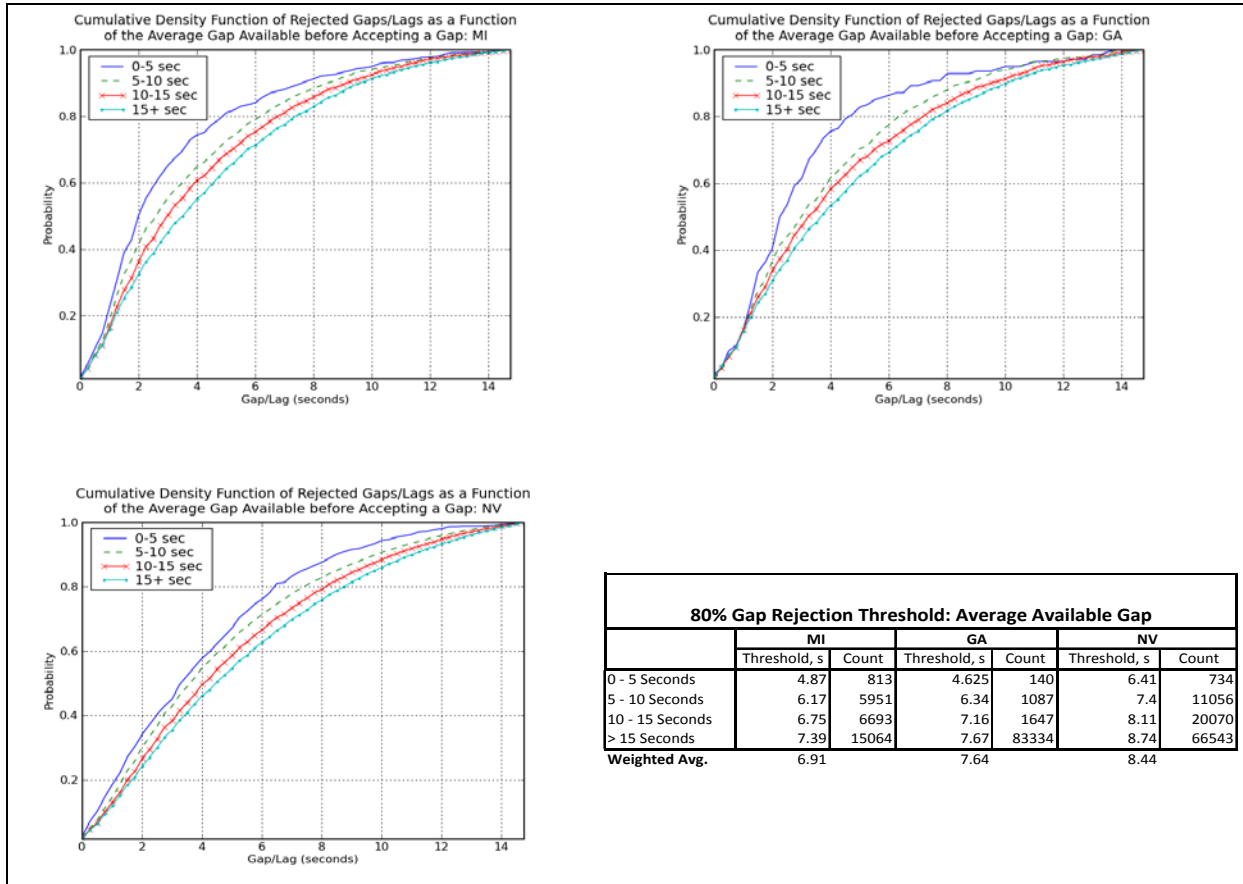 Cumulative Density Function of Rejected Gaps/Lags as a Function
of the Average Gap Available before Accepting a Gap: MI
1.0
0.8
0.6
0.4
0.2
Probability
0-5 sec
5-10 sec
10-15 sec
15+ sec
0 2 4 6 8 10 12 14
Gap/Lag (seconds)
Cumulative Density Function of Rejected Gaps/Lags as a Function
of the Average Gap Available before Accepting a Gap: GA
1.0
0.8
0.6
0.4
0.2
Probability
0-5 sec
5-10 sec
10-15 sec
15+ sec
0 2 4 6 8 10 12 14
Gap/Lag (seconds)
Cumulative Density Function of Rejected Gaps/Lags as a Function
of the Average Gap Available before Accepting a Gap: NV
1.0
0.8
0.6
0.4
0.2
Probability
0-5 sec
5-10 sec
10-15 sec
15+ sec
0 2 4 6 8 10 12 14
Gap/Lag (seconds)
80% Gap Rejection Threshold: Average Available Gap
MI GA NV
Threshold, s Count Threshold, s Count Threshold, s Count
0 - 5 Seconds 4.87 813 4.625 140 6.41 734
5 - 10 Seconds 6.17 5951 6.34 1087 7.4 11056
10 - 15 Seconds 6.75 6693 7.16 1647 8.11 20070
> 15 Seconds 7.39 15064 7.67 83334 8.74 66543
Weighted Avg. 6.91 7.64 8.44